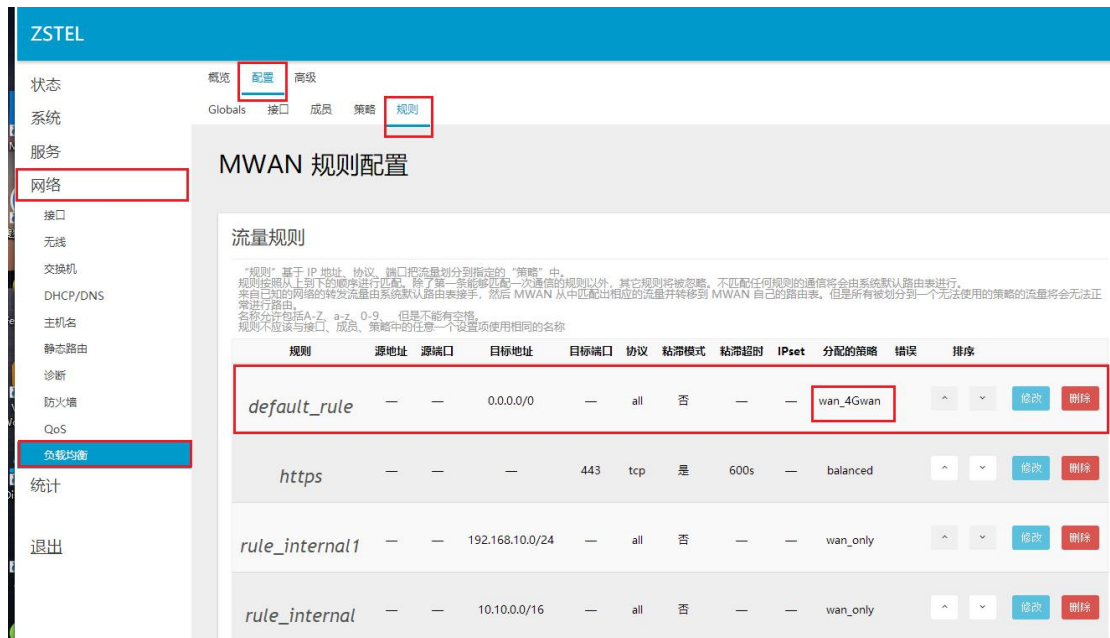 ZSTEL
状态
系统
服务
网络
接口
无线
交换机
DHCP/DNS
主机名
静态路由
诊断
防火墙
QoS
负载均衡
统计
退出
概览 配置 高级
Globals 接口 成员 策略 规则
MWAN 规则配置
流量规则
“规则”基于 IP 地址、协议、端口把流量划分到指定的“策略”中。
规则按照从上到下的顺序进行匹配。除了第一条能够匹配一次通信的规则以外，其它规则将被忽略。不匹配任何规则的通信将会由系统默认路由表进行。
来自已知的网络的转发流量由系统默认路由表接手，然后 MWAN 从中匹配出相应的流量并转移到 MWAN 自己的路由表。但是所有被划分到一个无法使用的策略的流量将会无法正
常进行路由。
名称允许包括A-Z、a-z、0-9、 但是不能有空格。
规则不应该与接口、成员、策略中的任意一个设置项使用相同的名称
规则 源地址 源端口 目标地址 目标端口 协议 粘滞模式 粘滞超时 IPset 分配的策略 错误 排序
default_rule — — 0.0.0.0/0 — all 否 — — wan_4Gwan 修改 删除
https — — — 443 tcp 是 600s — balanced 修改 删除
rule_internal1 — — 192.168.10.0/24 — all 否 — — wan_only 修改 删除
rule_internal — — 10.10.0.0/16 — all 否 — — wan_only 修改 删除